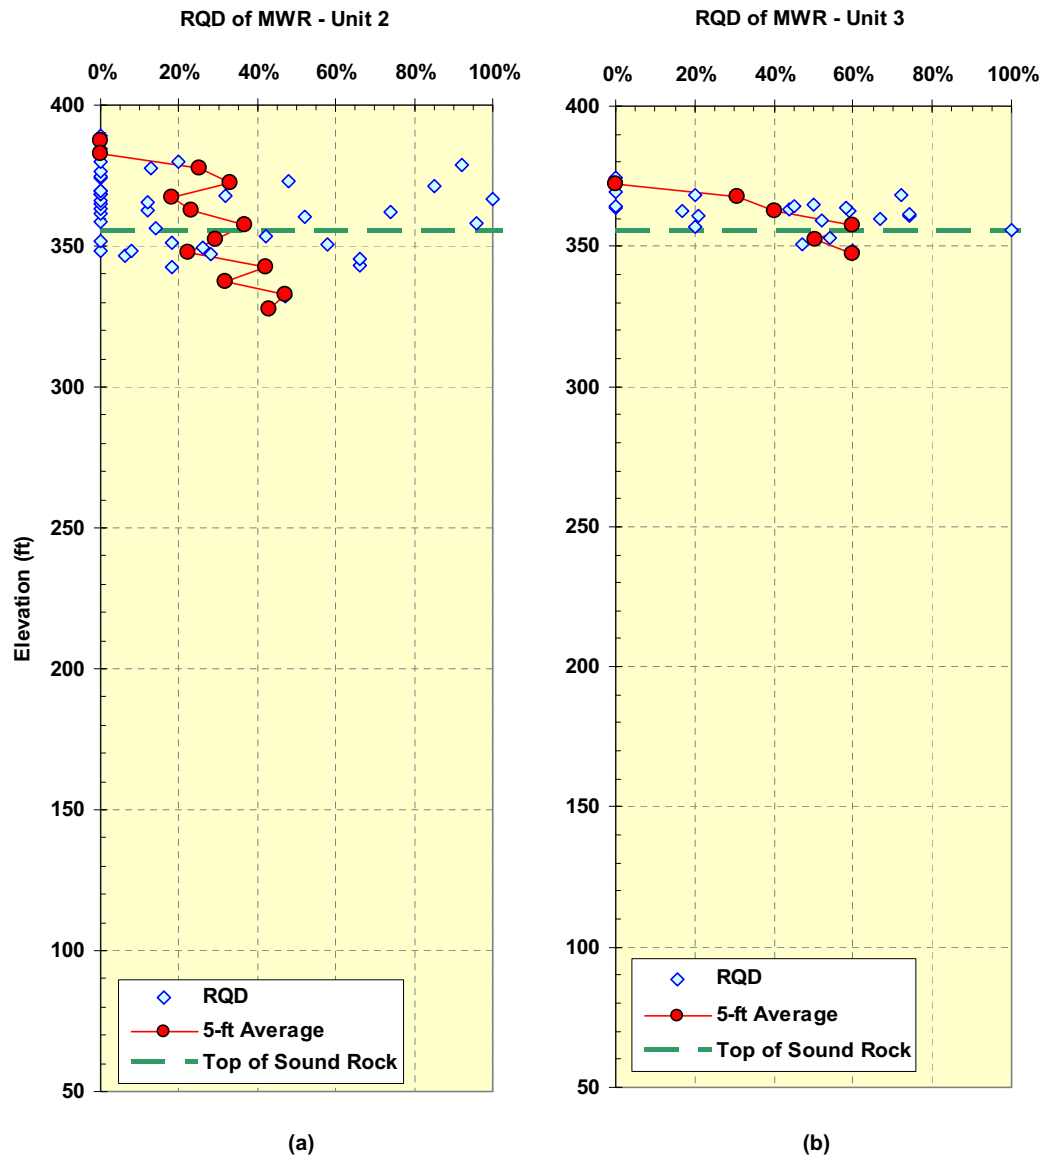 RQD of MWR - Unit 2
0% 20% 40% 60% 80% 100%
400
350
300
250
200
150
100
50
Elevation (ft)
RQD
5-ft Average
Top of Sound Rock
(a)
RQD of MWR - Unit 3
0% 20% 40% 60% 80% 100%
400
350
300
250
200
150
100
50
RQD
5-ft Average
Top of Sound Rock
(b)